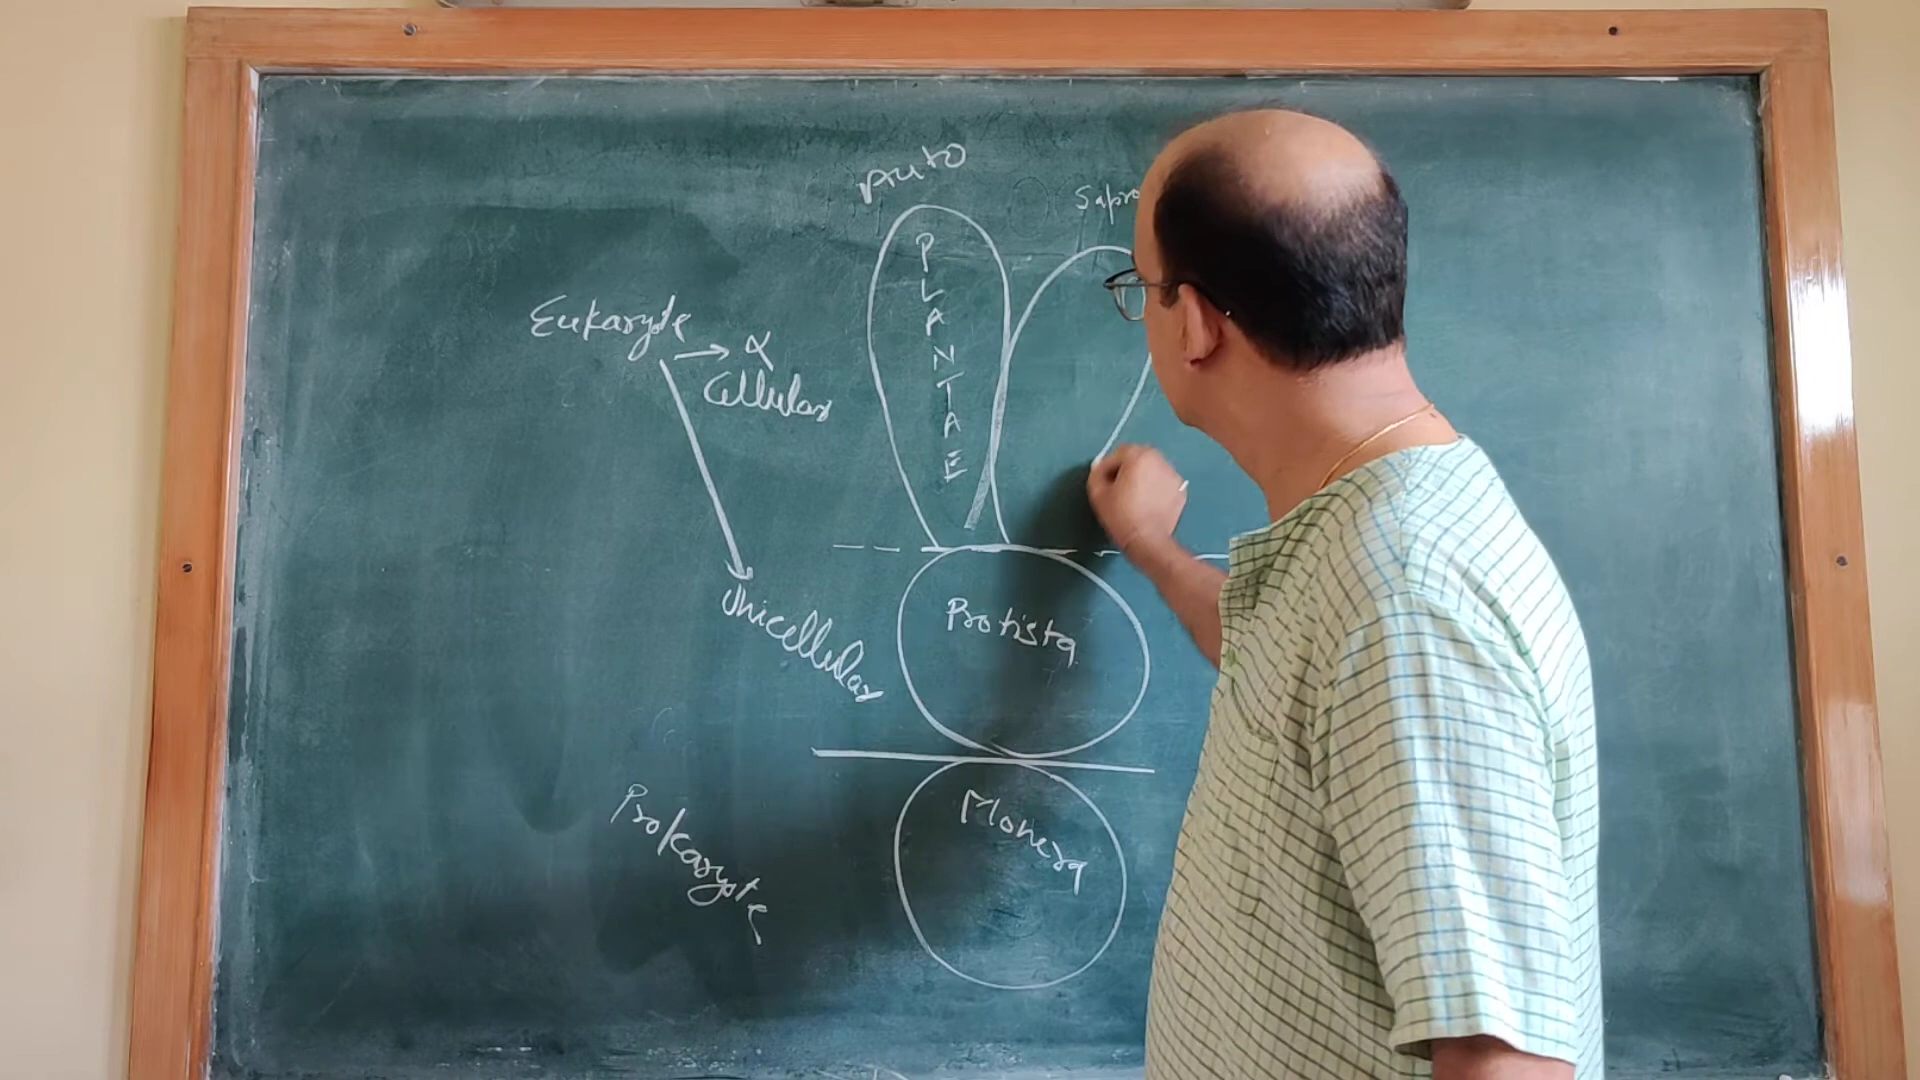 Auto
Sapro
PLANTAE
Eukaryote
α
Cellular
Unicellular
Protista
Prokaryote
Monera